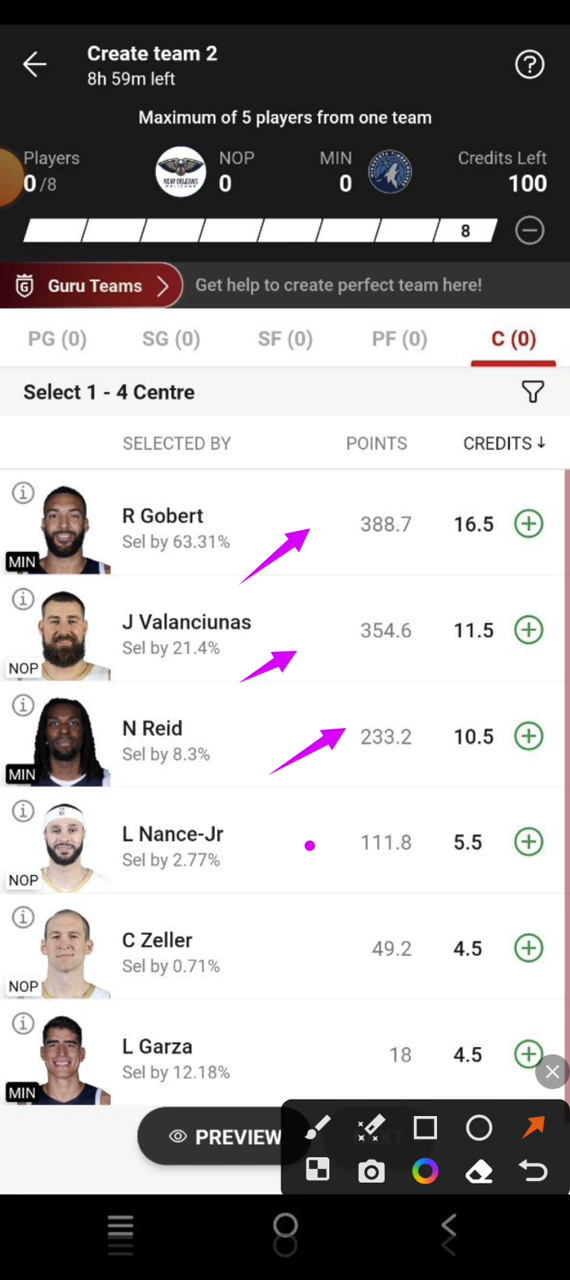 Create team 2
8h 59m left
Maximum of 5 players from one team
Players
0 /8
NOP
0
MIN
0
Credits Left
100
NEW ORLEANS
8
Guru Teams
Get help to create perfect team here!
PG (0) SG (0) SF (0) PF (0) C (0)
Select 1 - 4 Centre
SELECTED BY POINTS CREDITS↓
R Gobert 388.7 16.5
Sel by 63.31%
MIN
J Valanciunas 354.6 11.5
Sel by 21.4%
NOP
N Reid 233.2 10.5
Sel by 8.3%
MIN
L Nance-Jr 111.8 5.5
Sel by 2.77%
NOP
C Zeller 49.2 4.5
Sel by 0.71%
NOP
L Garza 18 4.5
Sel by 12.18%
MIN
PREVIEW